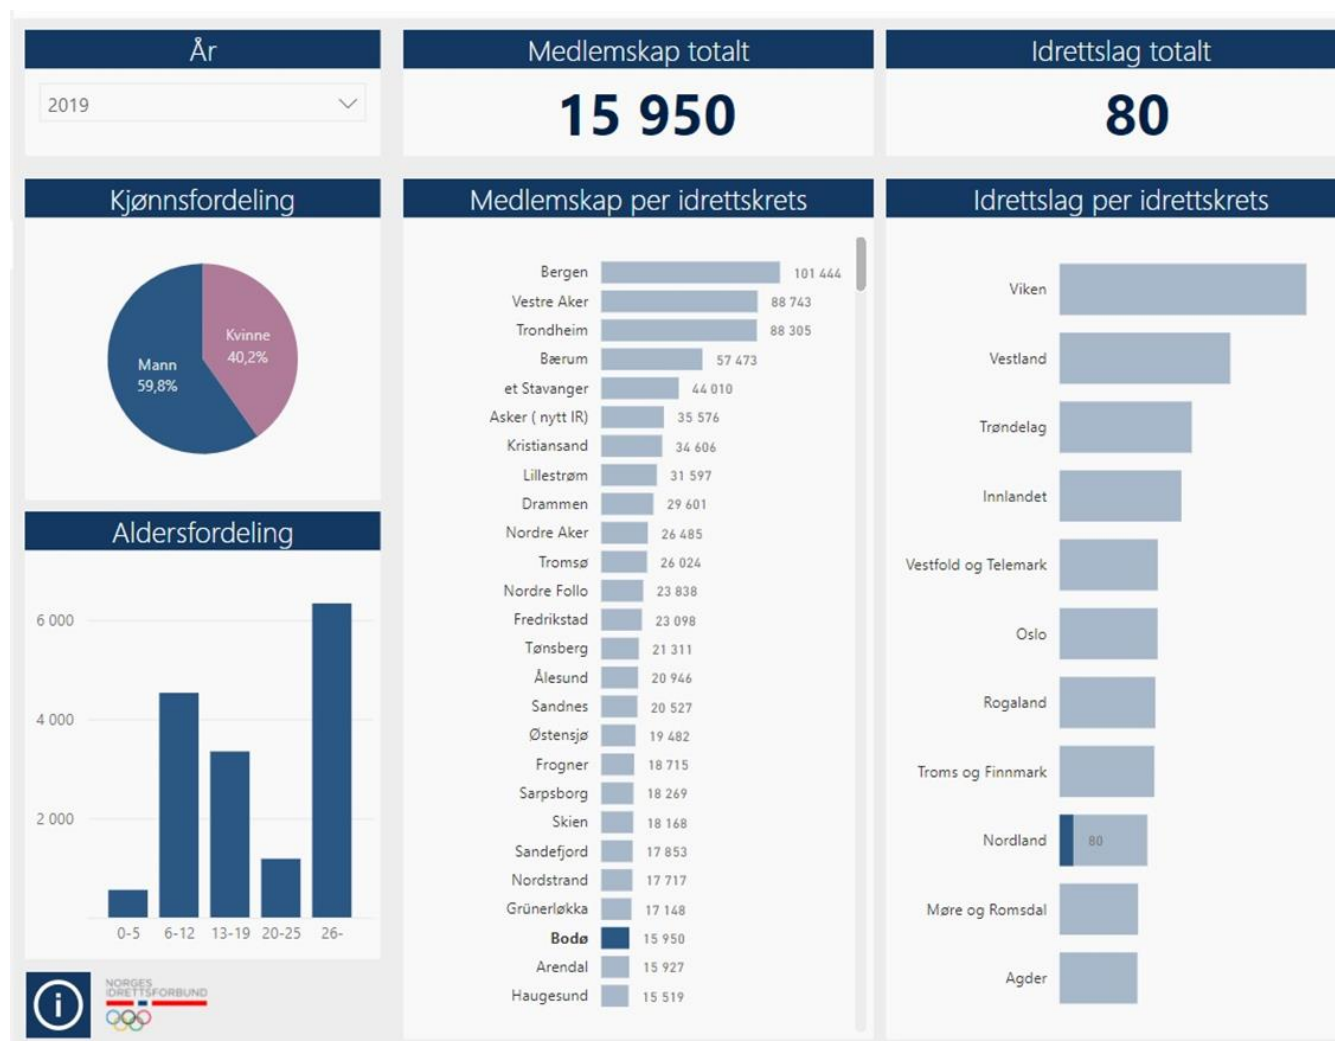 År
2019
Medlemskap totalt
15 950
Idrettslag totalt
80
Kjønnsfordeling
Kvinne
40,2%
Mann
59,8%
Aldersfordeling
6 000
4 000
2 000
0-5 6-12 13-19 20-25 26-
NORGES
IDRETTSFORBUND
Medlemskap per idrettskrets
Bergen 101 444
Vestre Aker 88 743
Trondheim 88 305
Bærum 57 473
et Stavanger 44 010
Asker ( nytt IR) 35 576
Kristiansand 34 606
Lillestrøm 31 597
Drammen 29 601
Nordre Aker 26 485
Tromsø 26 024
Nordre Follo 23 838
Fredrikstad 23 098
Tønsberg 21 311
Ålesund 20 946
Sandnes 20 527
Østensjø 19 482
Frogner 18 715
Sarpsborg 18 269
Skien 18 168
Sandefjord 17 853
Nordstrand 17 717
Grünerløkka 17 148
Bodø 15 950
Arendal 15 927
Haugesund 15 519
Idrettslag per idrettskrets
Viken
Vestland
Trøndelag
Innlandet
Vestfold og Telemark
Oslo
Rogaland
Troms og Finnmark
Nordland 80
Møre og Romsdal
Agder